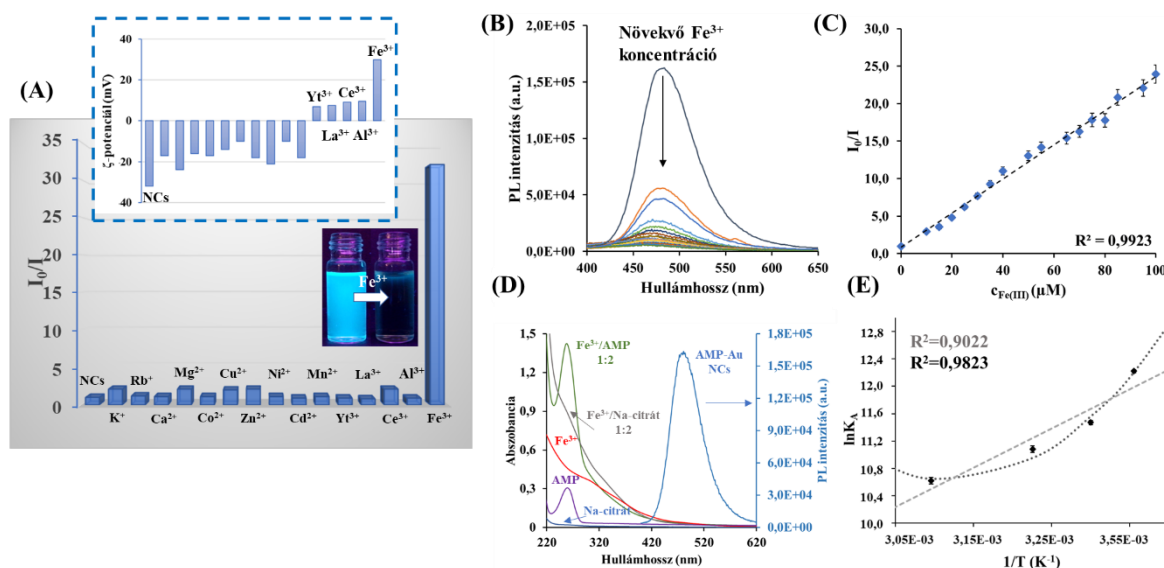 (A)
ζ-potenciál (mV)
40
20
0
20
40
NCs
Yt³⁺
La³⁺
Ce³⁺
Al³⁺
Fe³⁺
I₀/I
35
30
25
20
15
10
5
0
Fe³⁺
NCs
K⁺
Rb⁺
Ca²⁺
Mg²⁺
Co²⁺
Cu²⁺
Zn²⁺
Ni²⁺
Cd²⁺
Mn²⁺
Yt³⁺
La³⁺
Ce³⁺
Al³⁺
Fe³⁺
(B)
Növekvő Fe³⁺
koncentráció
PL intenzitás (a.u.)
2,0E+05
1,5E+05
1,0E+05
5,0E+04
0,0E+00
400 450 500 550 600 650
Hullámhossz (nm)
(C)
I₀/I
30,0
25,0
20,0
15,0
10,0
5,0
0,0
R² = 0,9923
0 20 40 60 80 100
c Fe(III) (µM)
(D)
Abszobancia
1,5
1,2
0,9
0,6
0,3
0
Fe³⁺/AMP
1:2
Fe³⁺/Na-citrát
1:2
Fe³⁺
AMP
Na-citrát
AMP-Au
NCs
1,8E+05
1,5E+05
1,2E+05
9,0E+04
6,0E+04
3,0E+04
0,0E+00
PL intenzitás (a.u.)
220 320 420 520 620
Hullámhossz (nm)
(E)
lnK_A
12,8
12,4
12,0
11,6
11,2
10,8
10,4
10,0
R²=0,9022
R²=0,9823
3,05E-03 3,15E-03 3,25E-03 3,55E-03
1/T (K⁻¹)